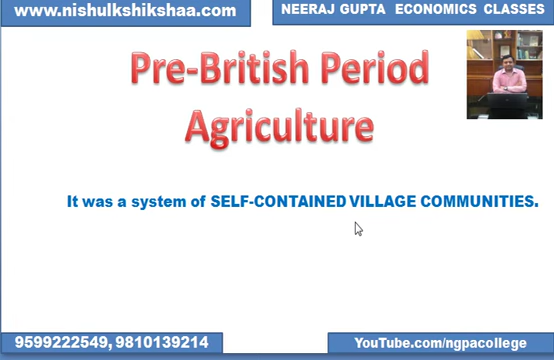 www.nishulkshikshaa.com
NEERAJ GUPTA ECONOMICS CLASSES
Pre-British Period
Agriculture
It was a system of SELF-CONTAINED VILLAGE COMMUNITIES.
9599222549, 9810139214
YouTube.com/ngpacollege